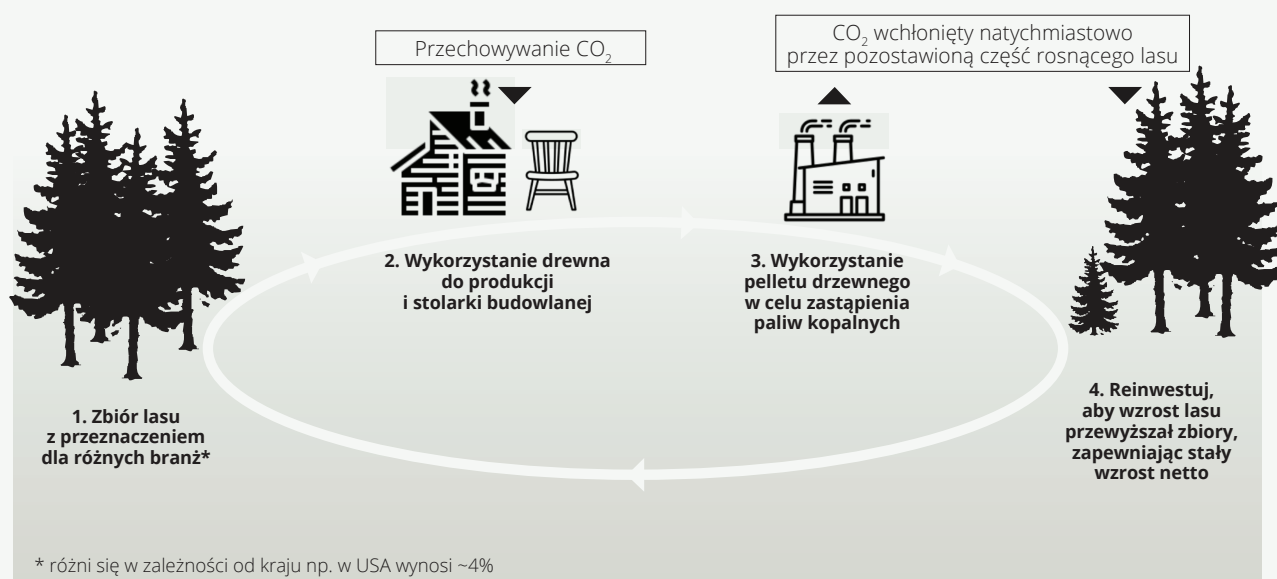 Przechowywanie CO₂
CO₂ wchłonięty natychmiastowo
przez pozostawioną część rosnącego lasu
1. Zbiór lasu
z przeznaczeniem
dla różnych branż*
2. Wykorzystanie drewna
do produkcji
i stolarki budowlanej
3. Wykorzystanie
pelletu drzewnego
w celu zastąpienia
paliw kopalnych
4. Reinwestuj,
aby wzrost lasu
przewyższał zbiory,
zapewniając stały
wzrost netto
* różni się w zależności od kraju np. w USA wynosi ~4%